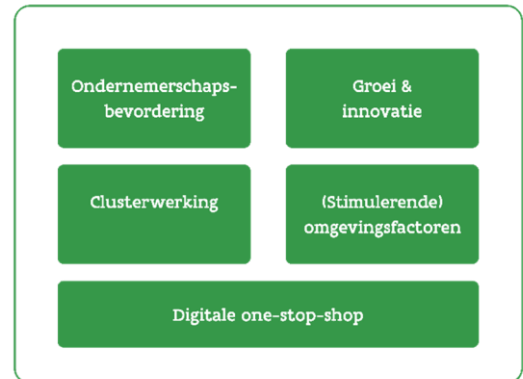 Ondernemerschaps-
bevordering
Groei &
innovatie
Clusterwerking
(Stimulerende)
omgevingsfactoren
Digitale one-stop-shop